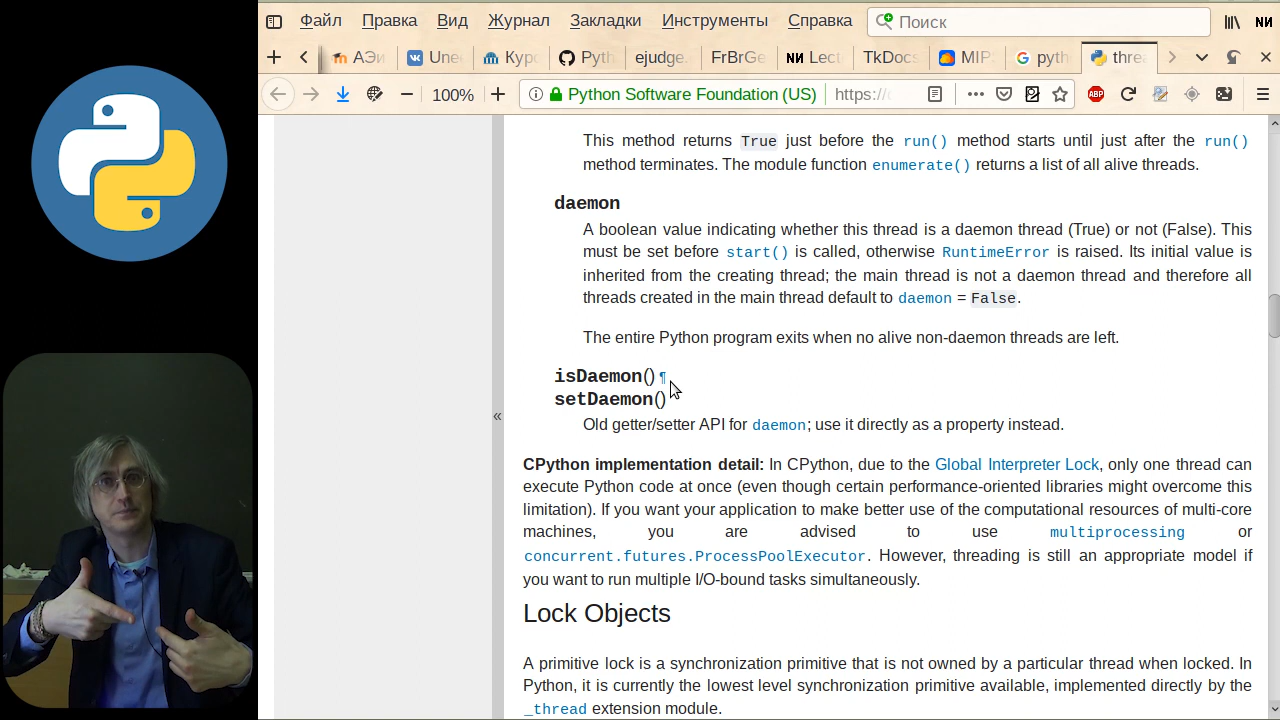 Файл Правка Вид Журнал Закладки Инструменты Справка Поиск
АЭи Une Кур Pyth ejudge. FrBrGe Lect TkDocs MIP pyth threa
100% Python Software Foundation (US) https:// ABP
This method returns True just before the run() method starts until just after the run()
method terminates. The module function enumerate() returns a list of all alive threads.
daemon
A boolean value indicating whether this thread is a daemon thread (True) or not (False). This
must be set before start() is called, otherwise RuntimeError is raised. Its initial value is
inherited from the creating thread; the main thread is not a daemon thread and therefore all
threads created in the main thread default to daemon = False.
The entire Python program exits when no alive non-daemon threads are left.
isDaemon() ¶
setDaemon()
«
Old getter/setter API for daemon; use it directly as a property instead.
CPython implementation detail: In CPython, due to the Global Interpreter Lock, only one thread can
execute Python code at once (even though certain performance-oriented libraries might overcome this
limitation). If you want your application to make better use of the computational resources of multi-core
machines, you are advised to use multiprocessing or
concurrent.futures.ProcessPoolExecutor. However, threading is still an appropriate model if
you want to run multiple I/O-bound tasks simultaneously.
Lock Objects
A primitive lock is a synchronization primitive that is not owned by a particular thread when locked. In
Python, it is currently the lowest level synchronization primitive available, implemented directly by the
_thread extension module.